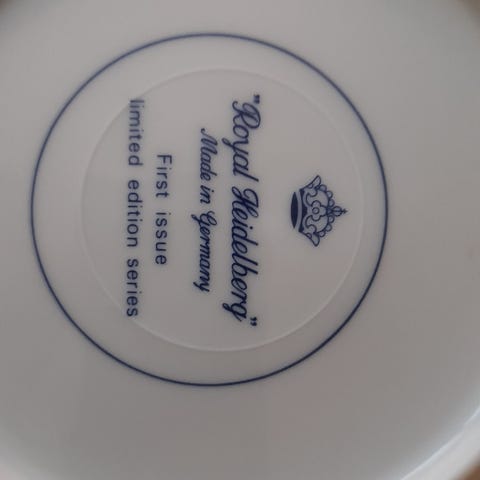 "Royal Heidelberg"
Made in Germany
First issue
limited edition series